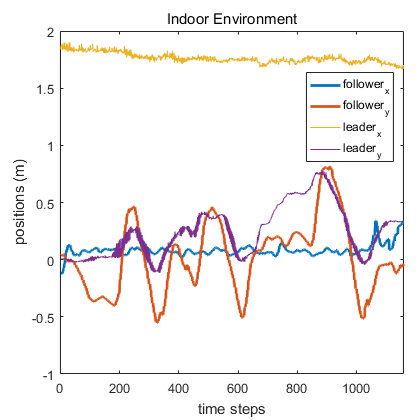 Indoor Environment
2
1.5
1
0.5
0
-0.5
-1
positions (m)
follower_x
follower_y
leader_x
leader_y
0 200 400 600 800 1000
time steps